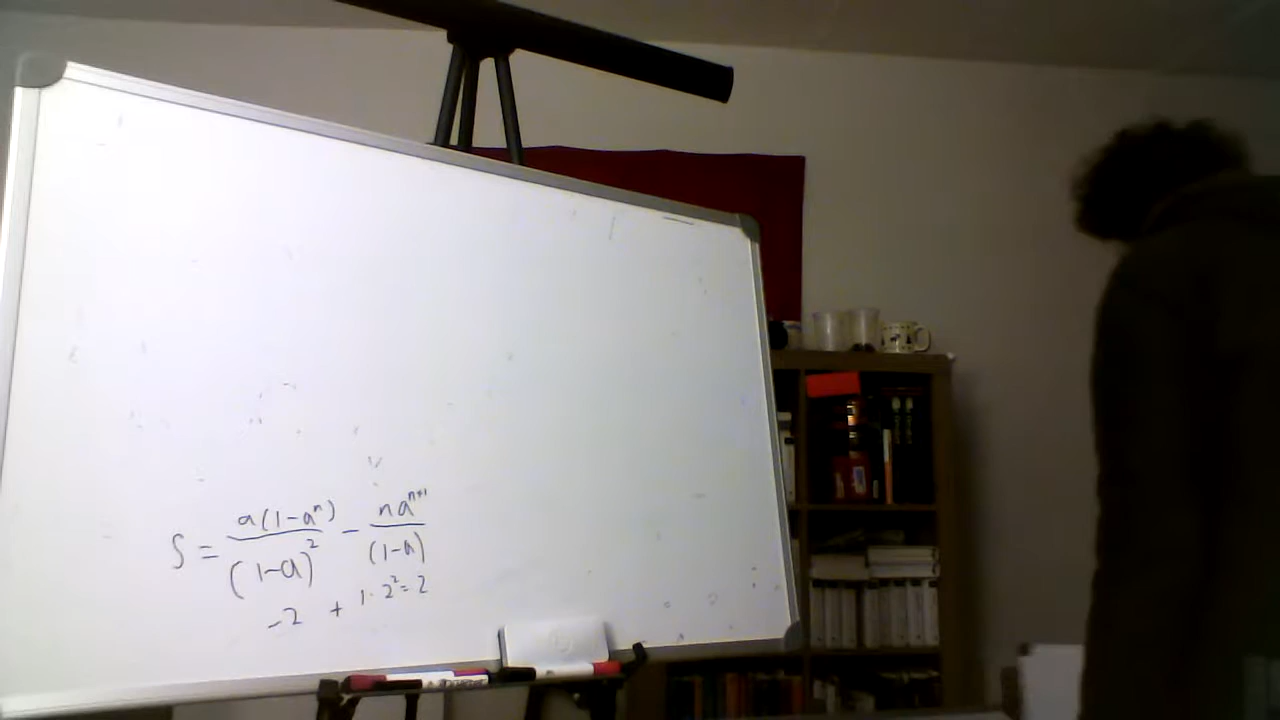 S = a(1-aⁿ)/(1-a)² - naⁿ⁺¹/(1-a)
-2 + 1·2² = 2